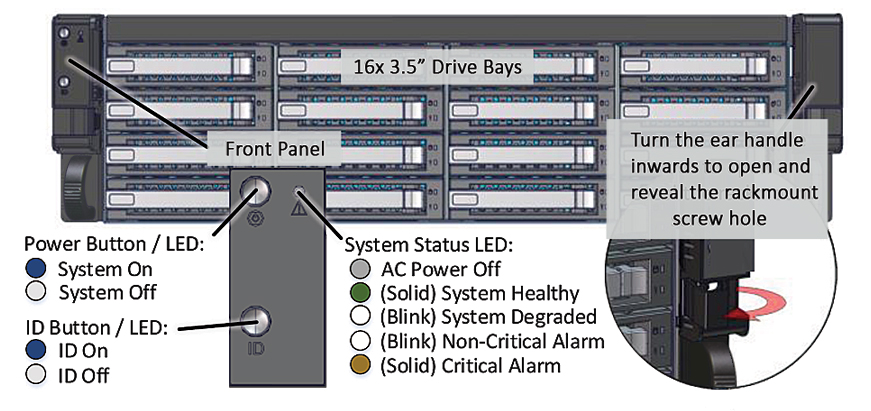 16x 3.5” Drive Bays
Front Panel
Turn the ear handle
inwards to open and
reveal the rackmount
screw hole
Power Button / LED:
System On
System Off
ID Button / LED:
ID On
ID Off
ID
System Status LED:
AC Power Off
(Solid) System Healthy
(Blink) System Degraded
(Blink) Non-Critical Alarm
(Solid) Critical Alarm